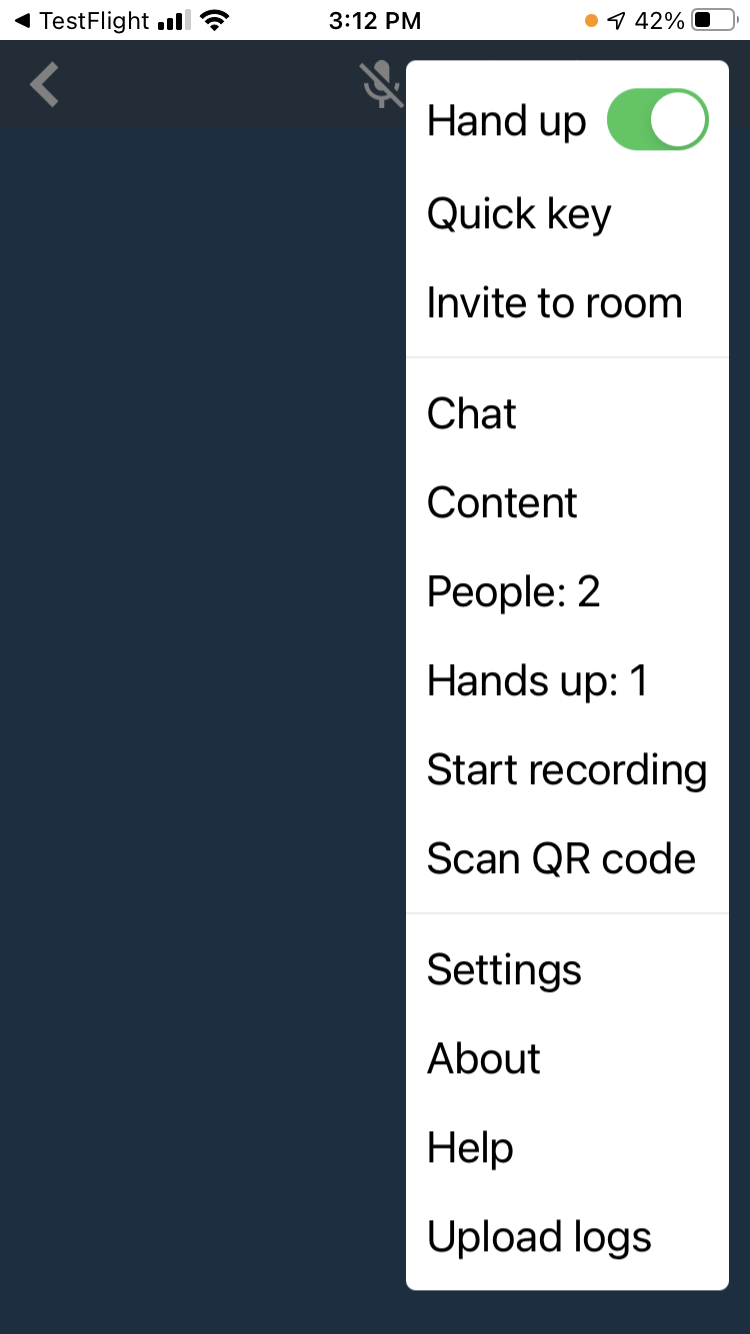 TestFlight 3:12 PM 42%
Hand up
Quick key
Invite to room
Chat
Content
People: 2
Hands up: 1
Start recording
Scan QR code
Settings
About
Help
Upload logs